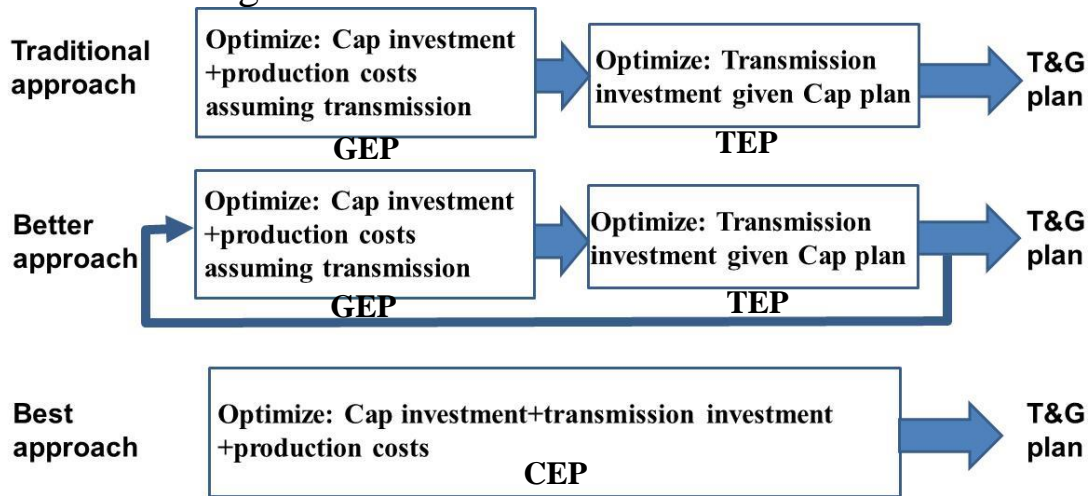 g
Traditional
approach
Optimize: Cap investment
+production costs
assuming transmission
GEP
Optimize: Transmission
investment given Cap plan
TEP
T&G
plan
Better
approach
Optimize: Cap investment
+production costs
assuming transmission
GEP
Optimize: Transmission
investment given Cap plan
TEP
T&G
plan
Best
approach
Optimize: Cap investment+transmission investment
+production costs
CEP
T&G
plan